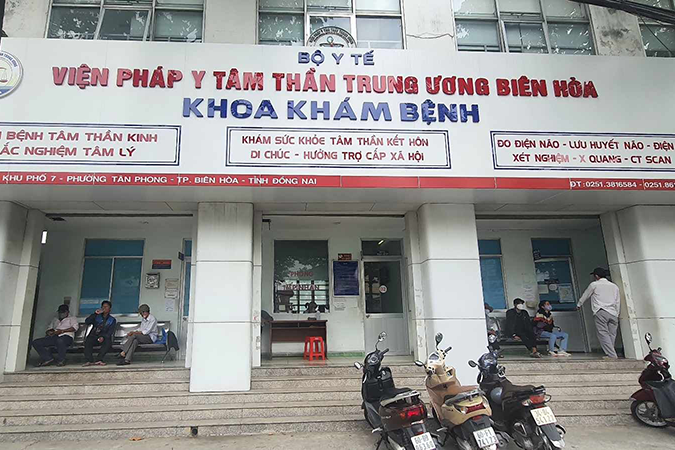 BỘ Y TẾ
VIỆN PHÁP Y TÂM THẦN TRUNG ƯƠNG BIÊN HÒA
KHOA KHÁM BỆNH
BỆNH TÂM THẦN KINH
NGHIỆM TÂM LÝ
KHÁM SỨC KHỎE TÂM THẦN KẾT HÔN
DI CHÚC - HƯỞNG TRỢ CẤP XÃ HỘI
ĐO ĐIỆN NÃO - LƯU HUYẾT NÃO - ĐIỆN
XÉT NGHIỆM - X QUANG - CT SCAN
KHU PHỐ 7 - PHƯỜNG TÂN PHONG - TP. BIÊN HÒA - TỈNH ĐỒNG NAI
ĐT: 0251.3816584 - 0251.86
PHÒNG